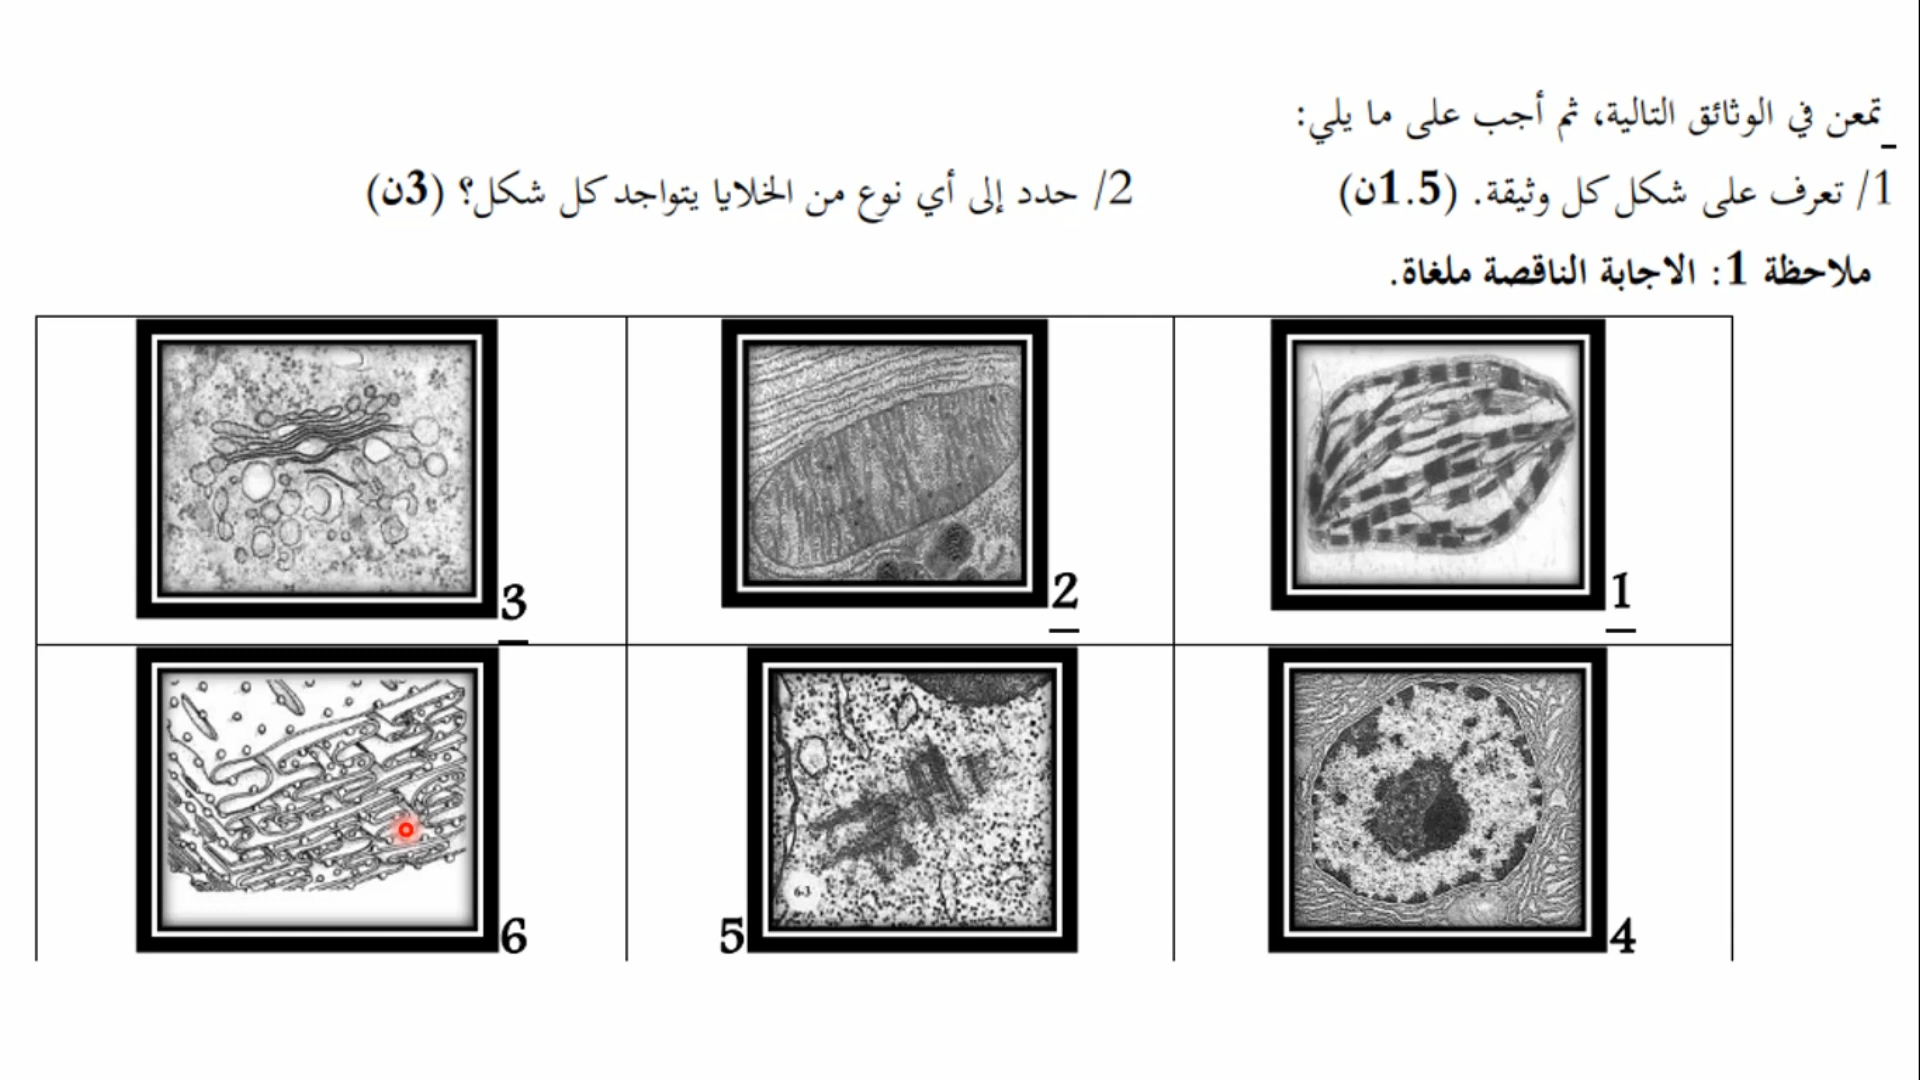 تمعن في الوثائق التالية، ثم أجب على ما يلي:
1/ تعرف على شكل كل وثيقة. (1.5ن) 2/ حدد إلى أي نوع من الخلايا يتواجد كل شكل؟ (3ن)
ملاحظة 1: الاجابة الناقصة ملغاة.
1
2
3
4
5
6-3
6